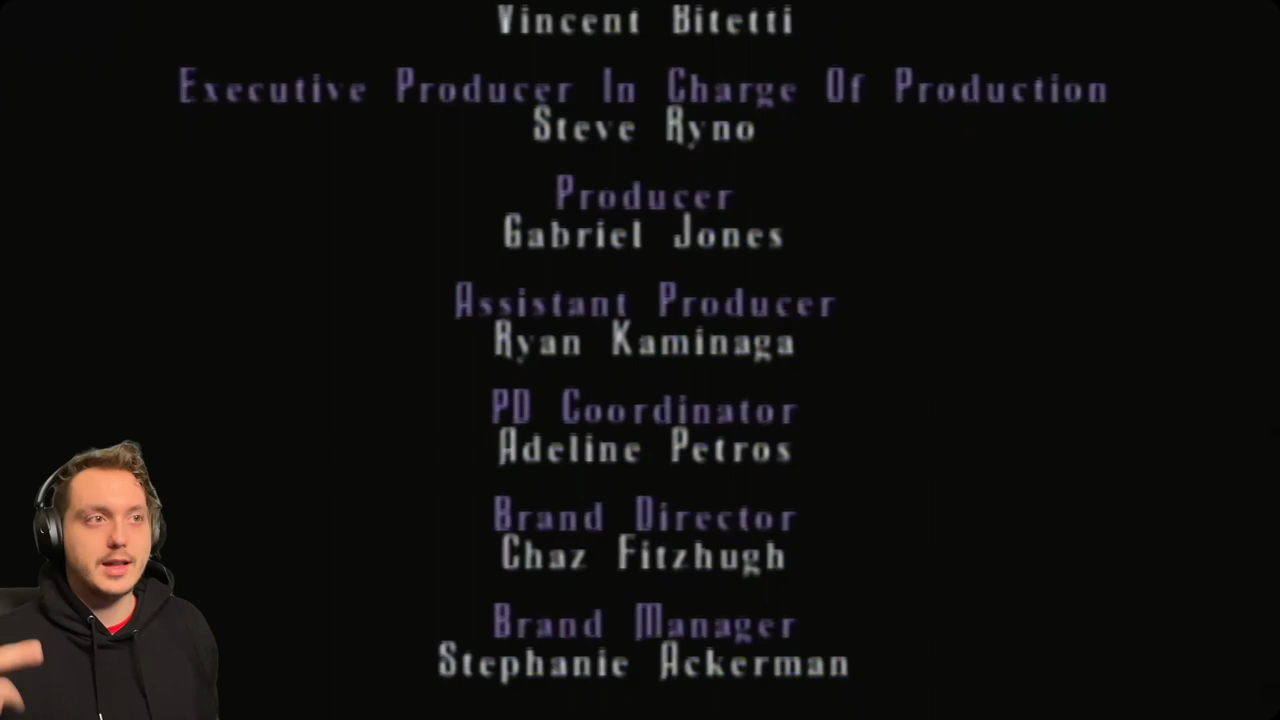 Vincent Bitetti
Executive Producer In Charge Of Production
Steve Ryno
Producer
Gabriel Jones
Assistant Producer
Ryan Kaminaga
PD Coordinator
Adeline Petros
Brand Director
Chaz Fitzhugh
Brand Manager
Stephanie Ackerman